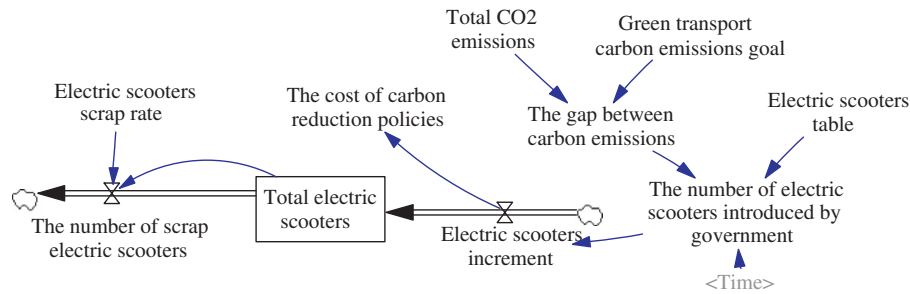 Total CO2
emissions
Green transport
carbon emissions goal
Electric scooters
scrap rate
The cost of carbon
reduction policies
The gap between
carbon emissions
Electric scooters
table
Total electric
scooters
The number of electric
scooters introduced by
government
The number of scrap
electric scooters
Electric scooters
increment
<Time>